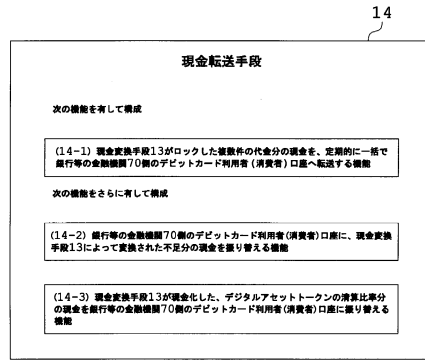 14
現金転送手段
次の機能を有して構成
(14-1) 現金変換手段13がロックした複数件の代金分の現金を、定期的に一括で
銀行等の金融機関70側のデビットカード利用者(消費者)口座へ転送する機能
次の機能をさらに有して構成
(14-2) 銀行等の金融機関70側のデビットカード利用者(消費者)口座に、現金変換
手段13によって変換された不足分の現金を振り替える機能
(14-3) 現金変換手段13が現金化した、デジタルアセットトークンの清算比率分
の現金を銀行等の金融機関70側のデビットカード利用者(消費者)口座に振り替える
機能